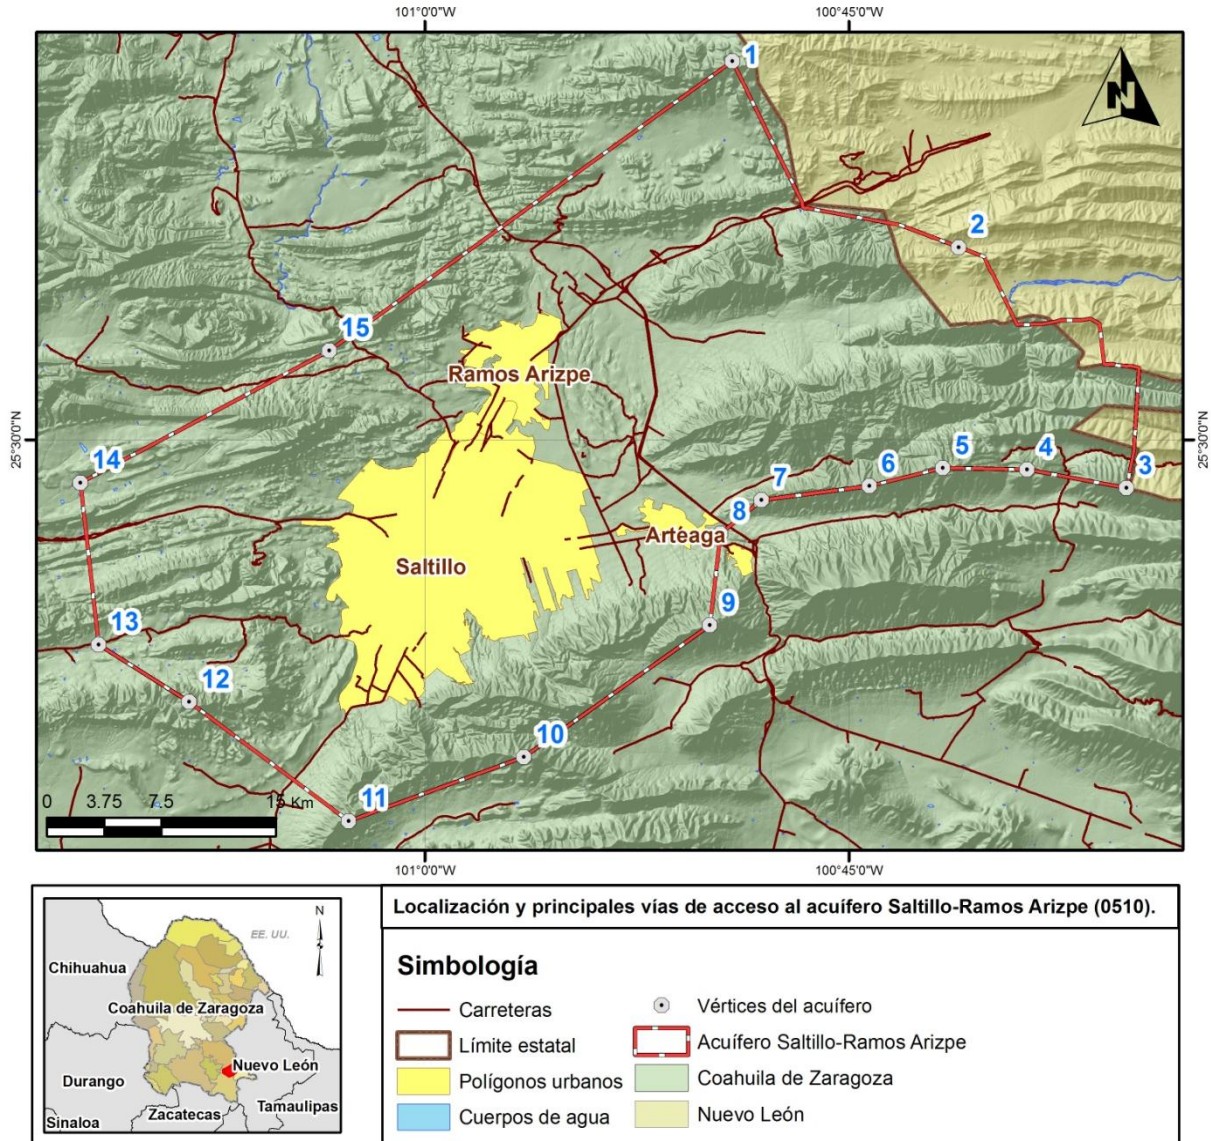 101°0'0"W
100°45'0"W
1
N
2
15
Ramos Arizpe
25°30'0"N
25°30'0"N
14
3
4
5
6
7
8
Arteaga
Saltillo
9
13
12
10
11
0 3.75 7.5 15 Km
101°0'0"W
100°45'0"W
Localización y principales vías de acceso al acuífero Saltillo-Ramos Arizpe (0510).
N
EE. UU.
Chihuahua
Coahuila de Zaragoza
Nuevo León
Durango
Tamaulipas
Zacatecas
Sinaloa
Simbología
Carreteras
Límite estatal
Polígonos urbanos
Cuerpos de agua
Vértices del acuífero
Acuífero Saltillo-Ramos Arizpe
Coahuila de Zaragoza
Nuevo León